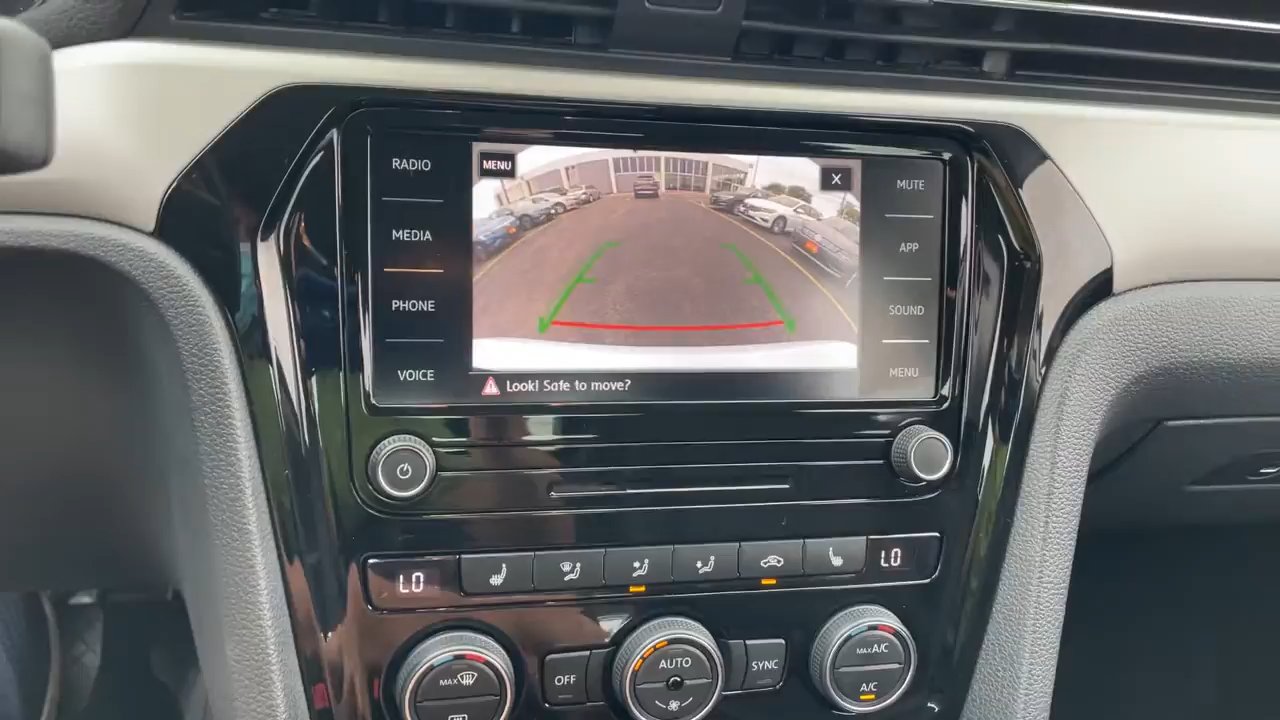 RADIO
MEDIA
PHONE
VOICE
MENU
X
Look! Safe to move?
MUTE
APP
SOUND
MENU
LO
LO
MAX
OFF
AUTO
SYNC
MAX A/C
A/C